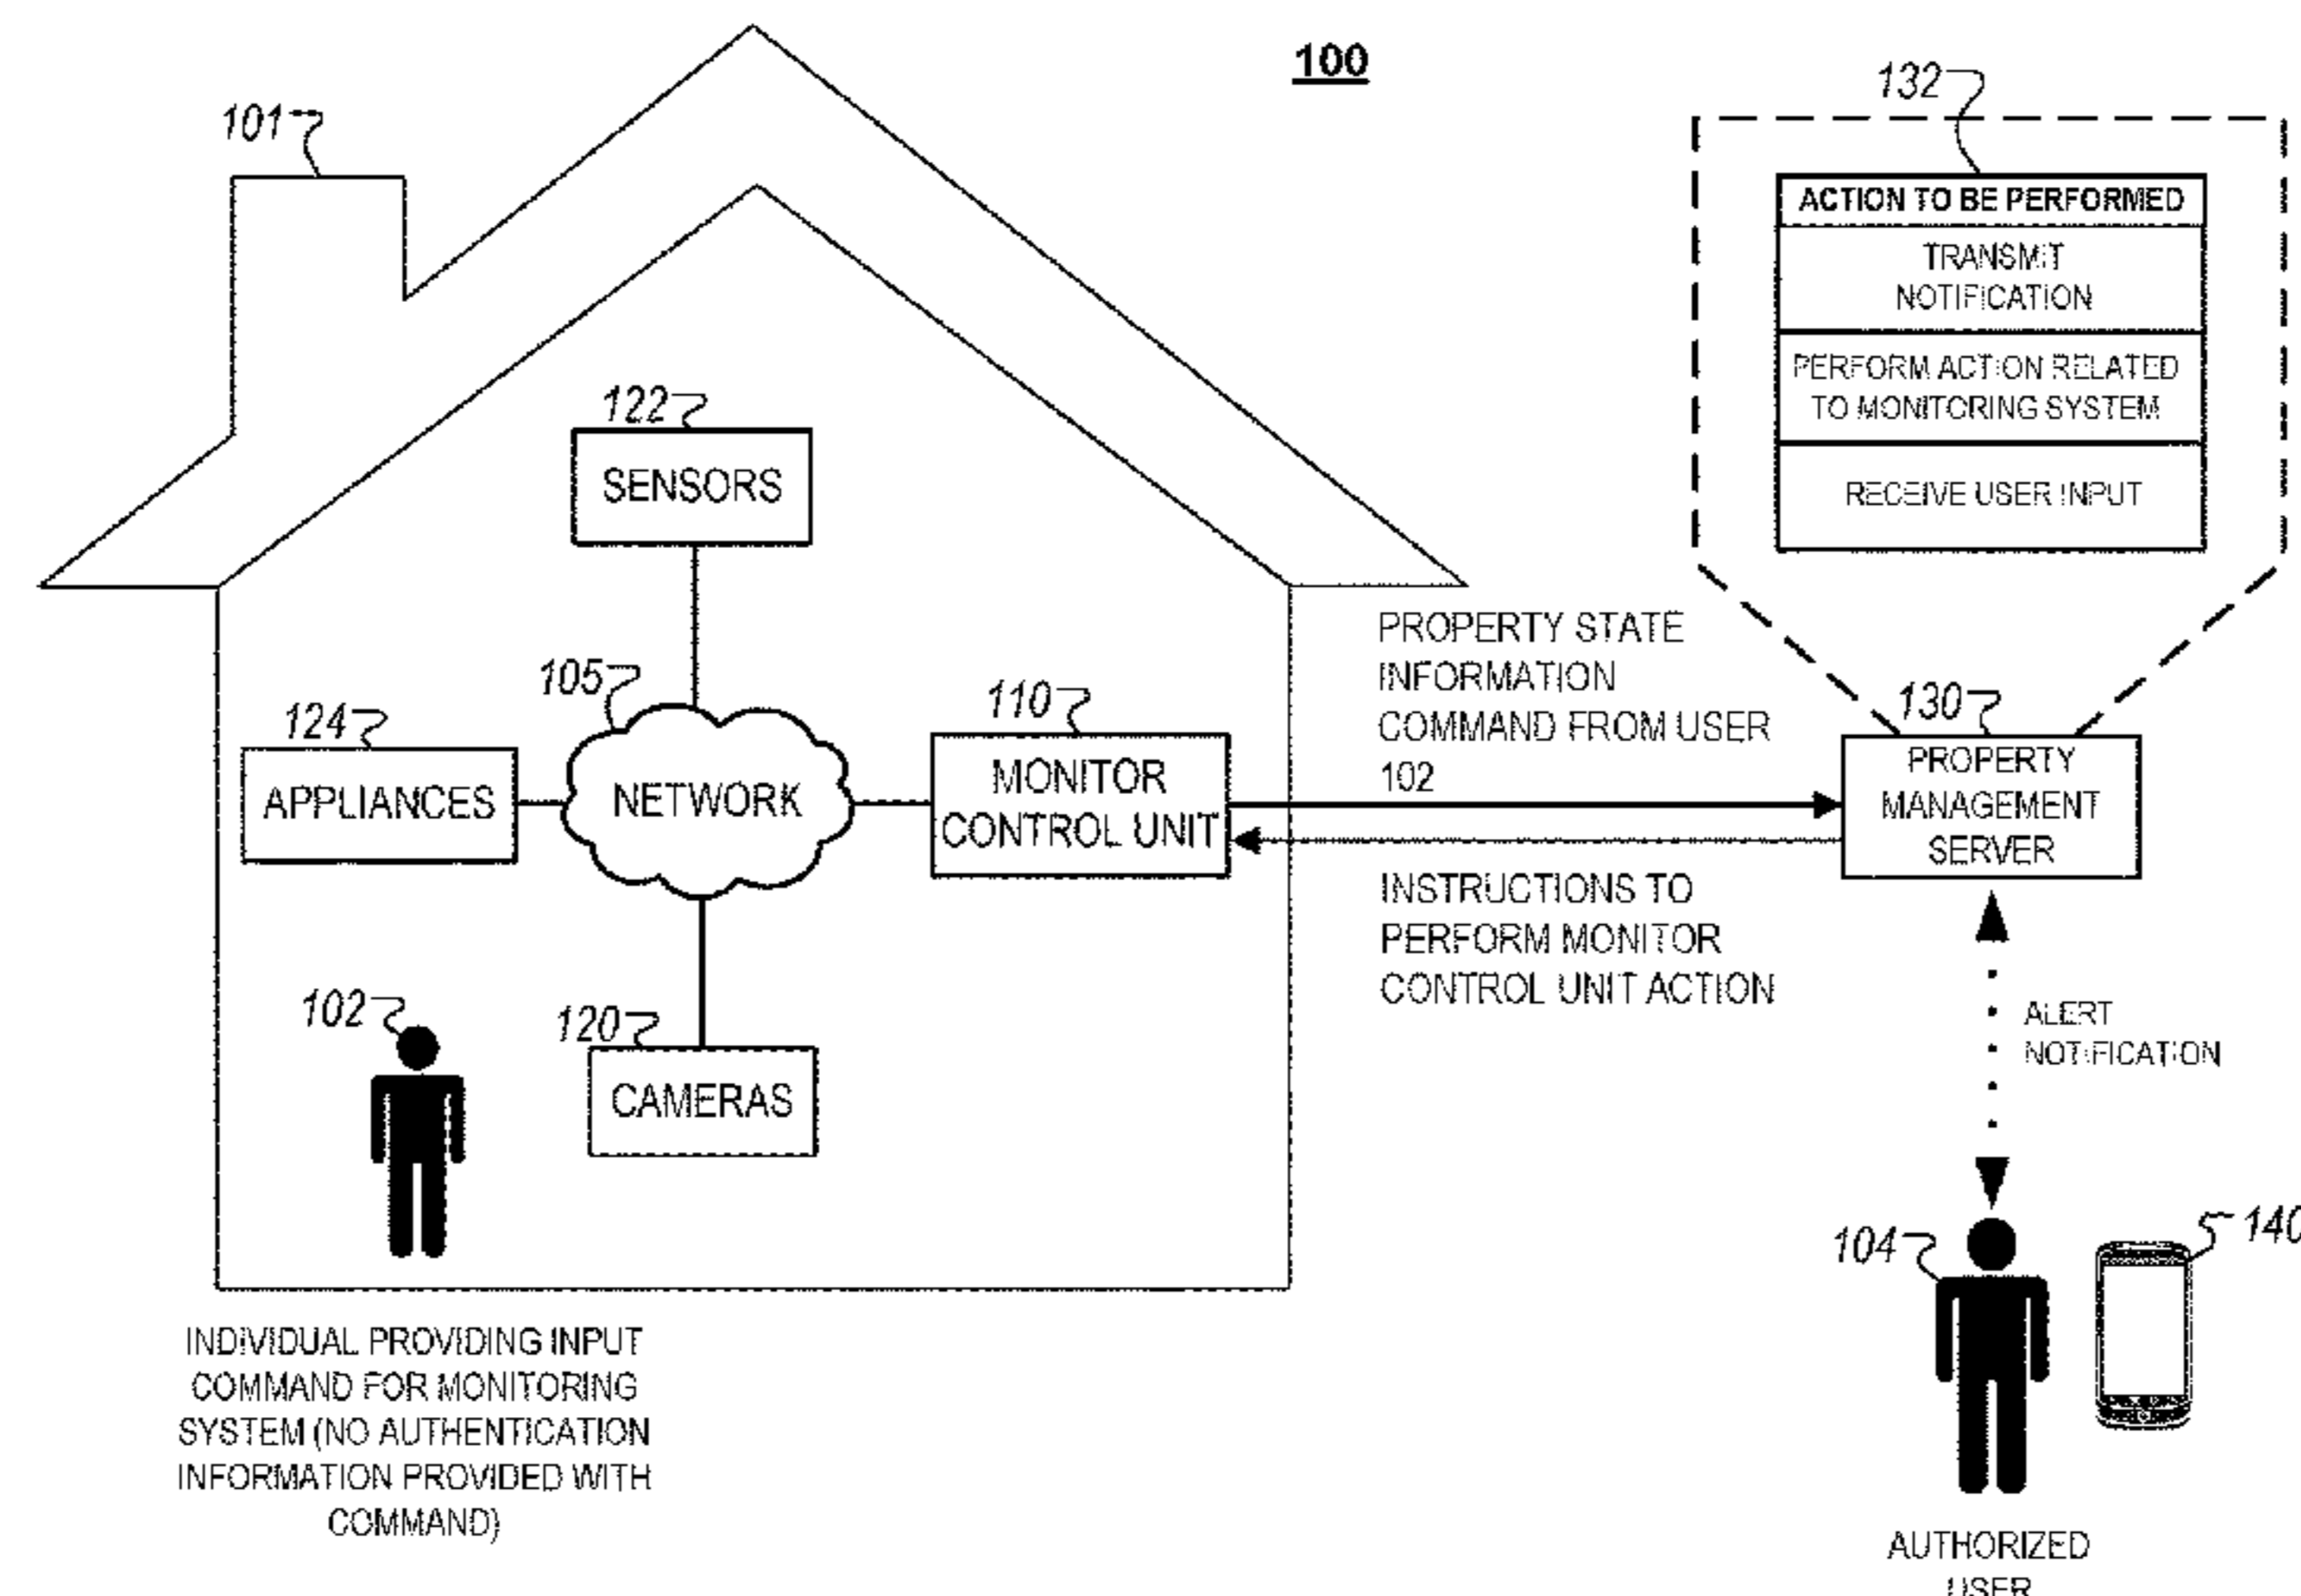 100
101
132
ACTION TO BE PERFORMED
TRANSMIT
NOTIFICATION
PERFORM ACTION RELATED
TO MONITORING SYSTEM
RECEIVE USER INPUT
122
SENSORS
105
NETWORK
124
APPLIANCES
110
MONITOR
CONTROL UNIT
PROPERTY STATE
INFORMATION
COMMAND FROM USER
102
130
PROPERTY
MANAGEMENT
SERVER
INSTRUCTIONS TO
PERFORM MONITOR
CONTROL UNIT ACTION
ALERT
NOTIFICATION
102
120
CAMERAS
104
140
INDIVIDUAL PROVIDING INPUT
COMMAND FOR MONITORING
SYSTEM (NO AUTHENTICATION
INFORMATION PROVIDED WITH
COMMAND)
AUTHORIZED
USER